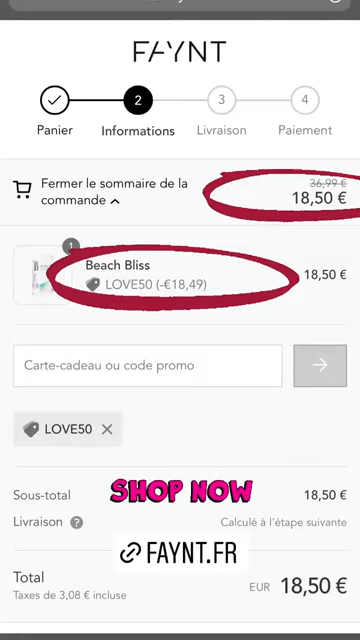 FAYNT
2
3
4
Panier
Informations
Livraison
Paiement
Fermer le sommaire de la
commande
36,99 €
18,50 €
1
Beach Bliss
LOVE50 (-€18,49)
18,50 €
Carte-cadeau ou code promo
LOVE50
Sous-total
SHOP NOW
18,50 €
Livraison ?
Calculé à l'étape suivante
FAYNT.FR
Total
EUR 18,50 €
Taxes de 3,08 € incluse